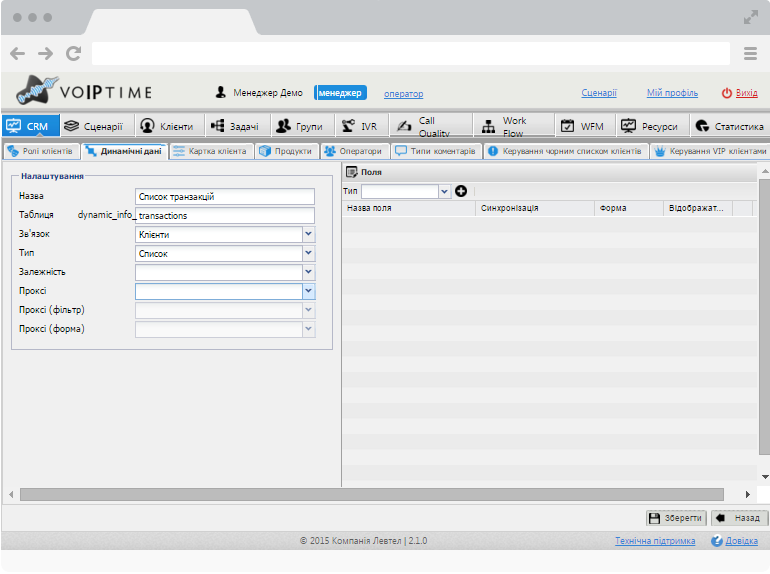 VOIPTIME Менеджер Демо менеджер оператор Сценарії Мій профіль Вихід
CRM Сценарії Клієнти Задачі Групи IVR Call Quality Work Flow WFM Ресурси Статистика
Ролі клієнтів Динамічні дані Картка клієнта Продукти Оператори Типи коментарів Керування чорним списком клієнтів Керування VIP клієнтами
Налаштування
Назва Список транзакцій
Таблиця dynamic_info_ transactions
Зв'язок Клієнти
Тип Список
Залежність
Проксі
Проксі (фільтр)
Проксі (форма)
Поля
Тип
Назва поля Синхронізація Форма Відображат...
Зберегти Назад
© 2015 Компанія Левтел | 2.1.0 Технічна підтримка Довідка